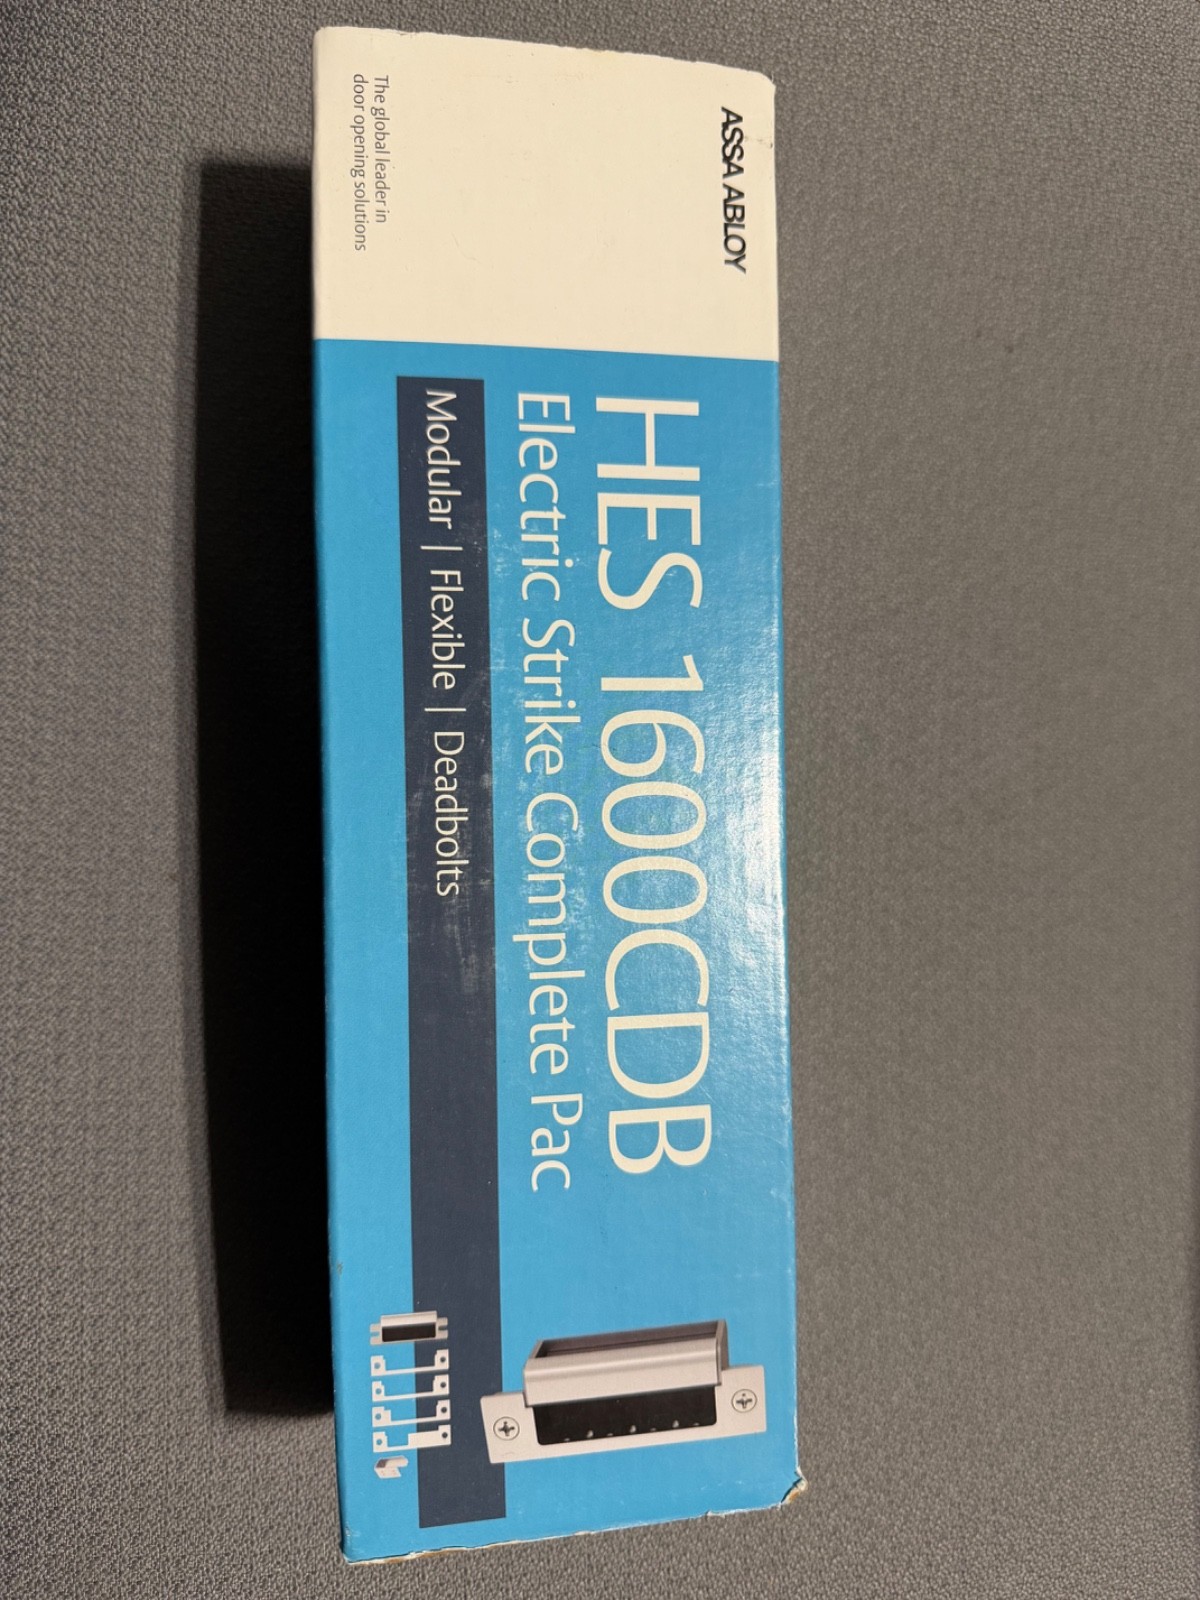 ASSA ABLOY
The global leader in
door opening solutions
HES 1600CDB
Electric Strike Complete Pac
Modular | Flexible | Deadbolts